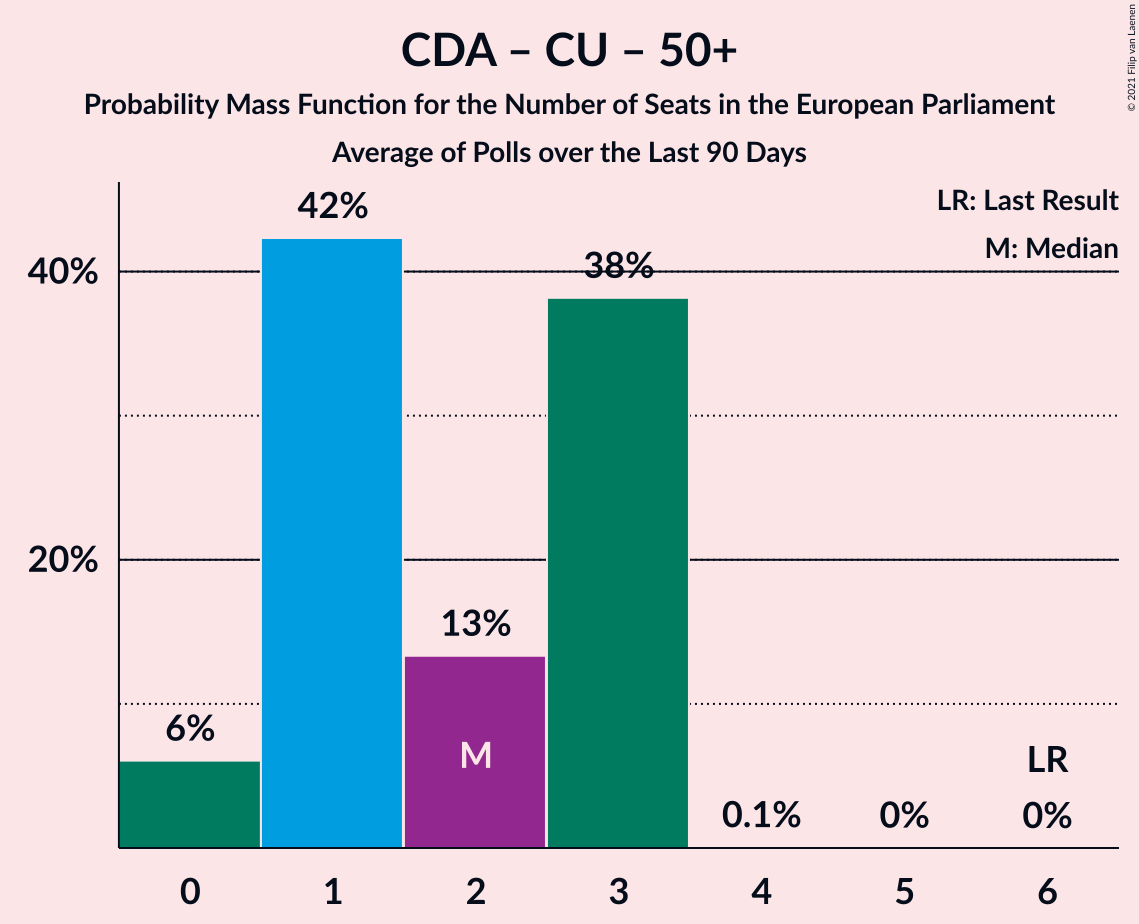 CDA – CU – 50+
Probability Mass Function for the Number of Seats in the European Parliament
Average of Polls over the Last 90 Days
© 2021 Filip van Laenen
LR: Last Result
M: Median
42%
40%
38%
20%
13%
6%
M
LR
0.1%
0%
0%
0 1 2 3 4 5 6